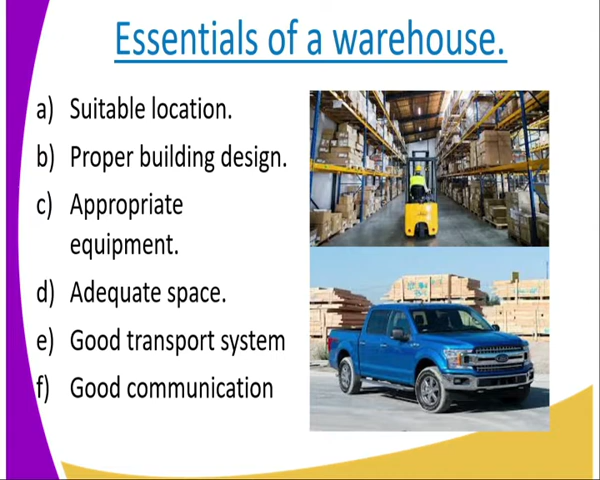 Essentials of a warehouse.
a) Suitable location.
b) Proper building design.
c) Appropriate
equipment.
d) Adequate space.
e) Good transport system
f) Good communication